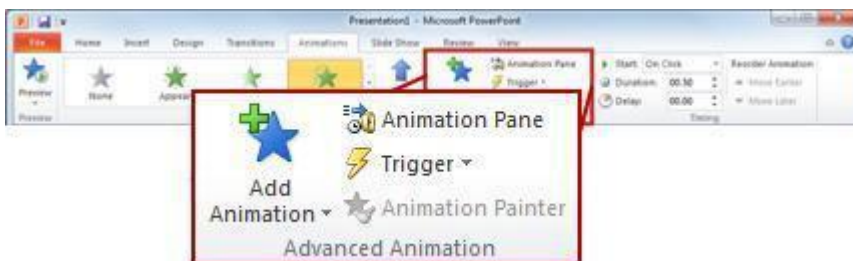 Presentation1 - Microsoft PowerPoint
File Home Insert Design Transitions Animations Slide Show Review View
Preview
None
Animation Pane
Trigger
Start: On Click
Duration: 00.50
Delay: 00.00
Reorder Animation
Move Earlier
Move Later
Preview
Timing
Animation Pane
Trigger
Add
Animation
Animation Painter
Advanced Animation